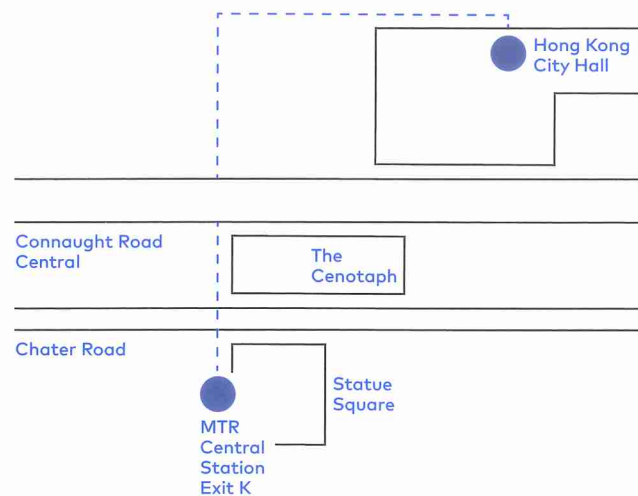 Hong Kong
City Hall
Connaught Road
Central
The
Cenotaph
Chater Road
Statue
Square
MTR
Central
Station
Exit K